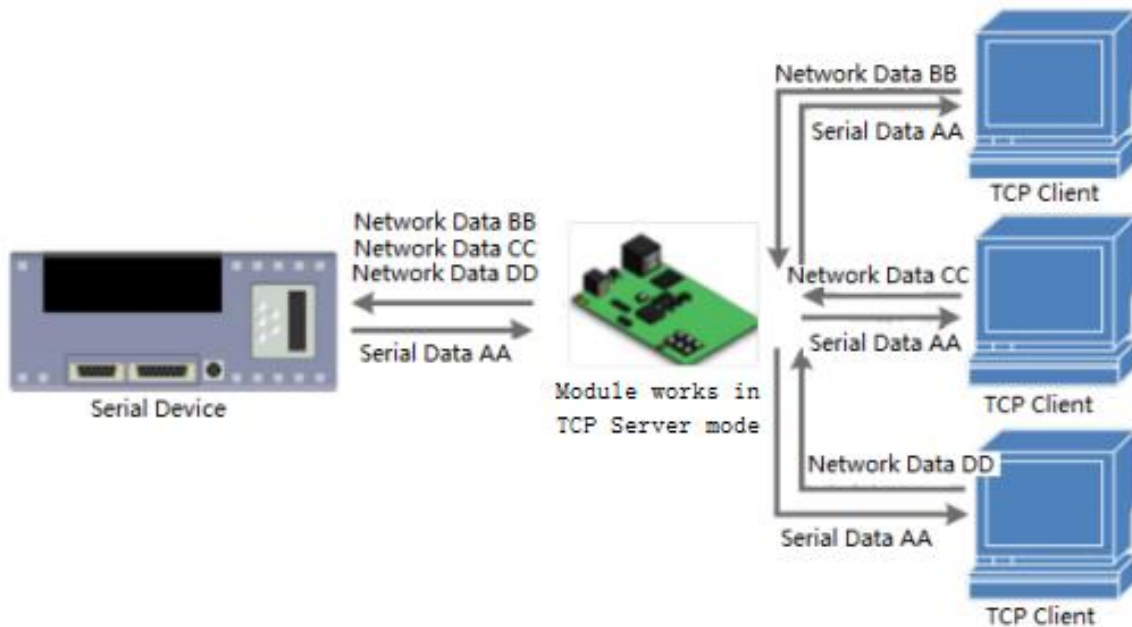 Network Data BB
Serial Data AA
TCP Client
Network Data BB
Network Data CC
Network Data DD
Serial Data AA
Serial Device
Module works in
TCP Server mode
Network Data CC
Serial Data AA
TCP Client
Network Data DD
Serial Data AA
TCP Client